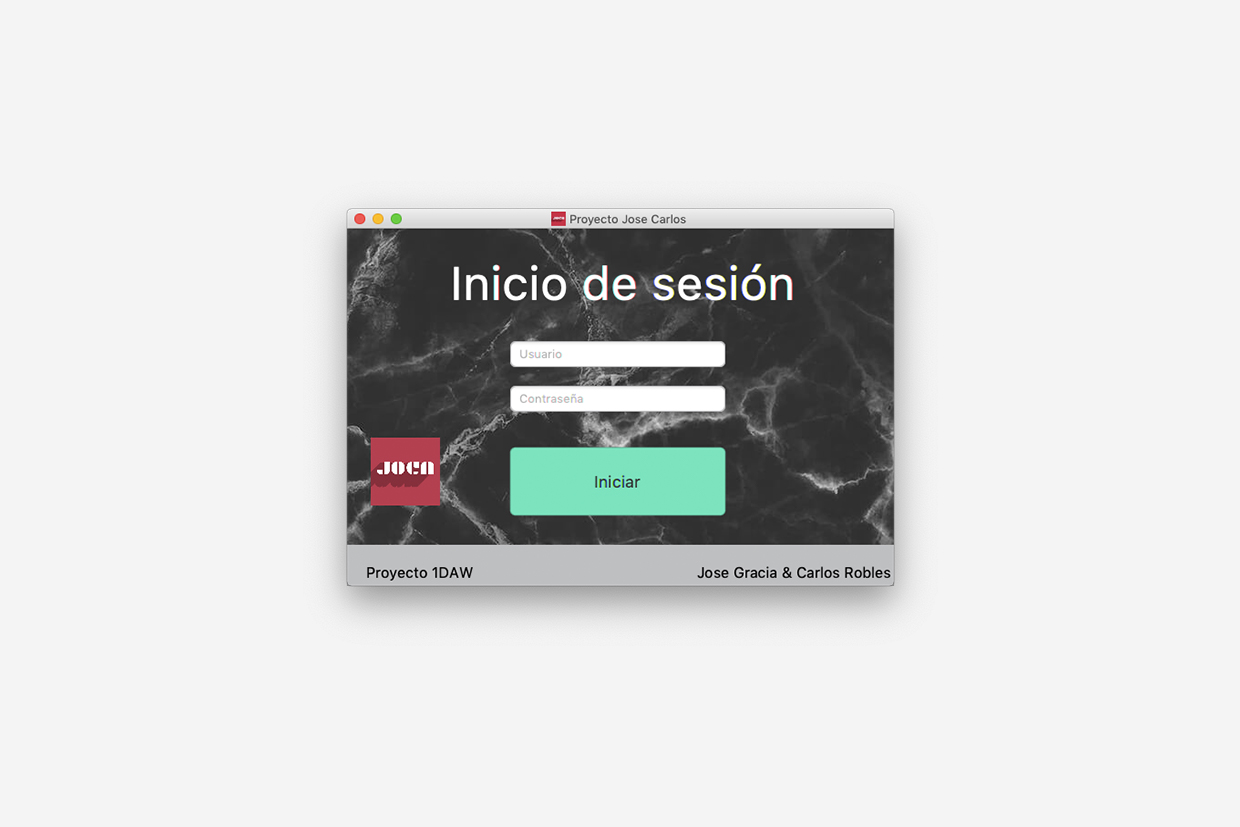 Proyecto Jose Carlos
Inicio de sesión
Usuario
Contraseña
JOCA
Iniciar
Proyecto 1DAW
Jose Gracia & Carlos Robles